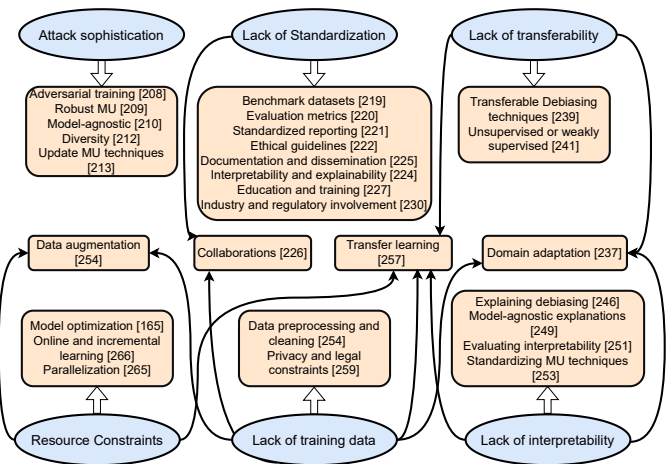 Attack sophistication
Lack of Standardization
Lack of transferability
Adversarial training [208]
Robust MU [209]
Model-agnostic [210]
Diversity [212]
Update MU techniques
[213]
Benchmark datasets [219]
Evaluation metrics [220]
Standardized reporting [221]
Ethical guidelines [222]
Documentation and dissemination [225]
Interpretability and explainability [224]
Education and training [227]
Industry and regulatory involvement [230]
Transferable Debiasing
techniques [239]
Unsupervised or weakly
supervised [241]
Data augmentation
[254]
Collaborations [226]
Transfer learning
[257]
Domain adaptation [237]
Model optimization [165]
Online and incremental
learning [266]
Parallelization [265]
Data preprocessing and
cleaning [254]
Privacy and legal
constraints [259]
Explaining debiasing [246]
Model-agnostic explanations
[249]
Evaluating interpretability [251]
Standardizing MU techniques
[253]
Resource Constraints
Lack of training data
Lack of interpretability